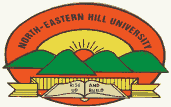 NORTH-EASTERN HILL UNIVERSITY
RISE AND
UP BUILD